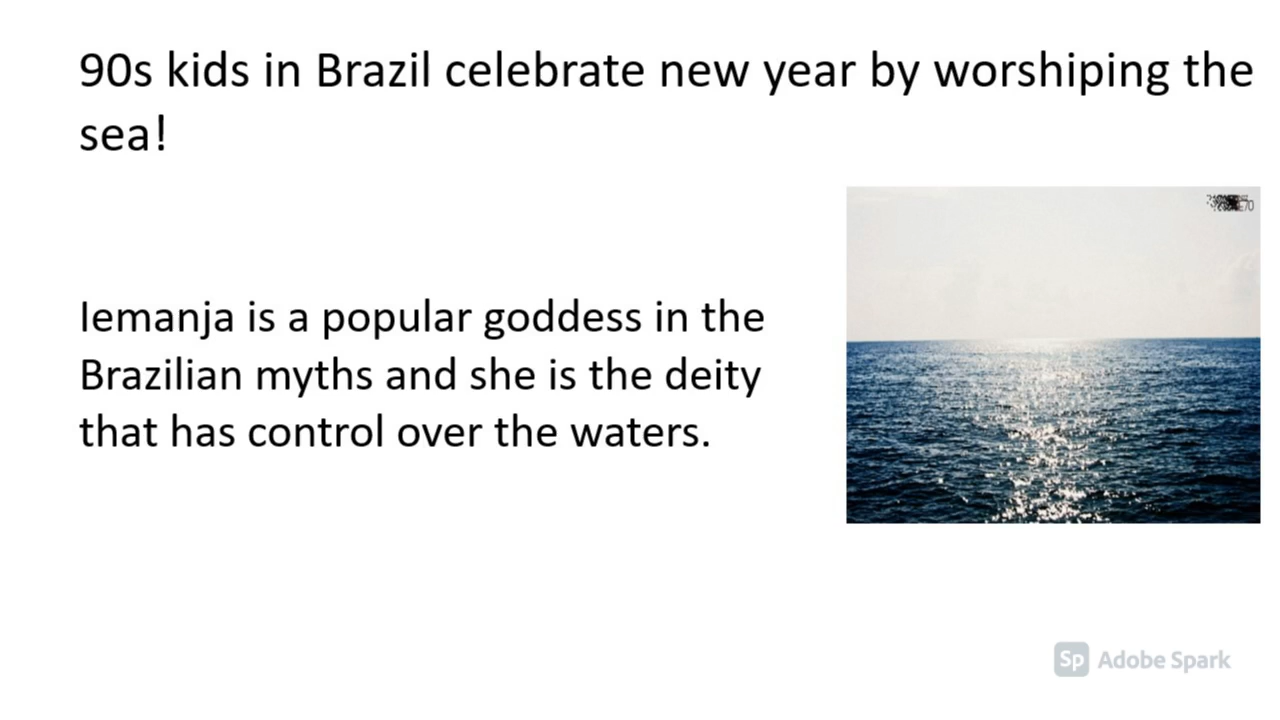 90s kids in Brazil celebrate new year by worshiping the
sea!
Iemanja is a popular goddess in the
Brazilian myths and she is the deity
that has control over the waters.
Sp Adobe Spark